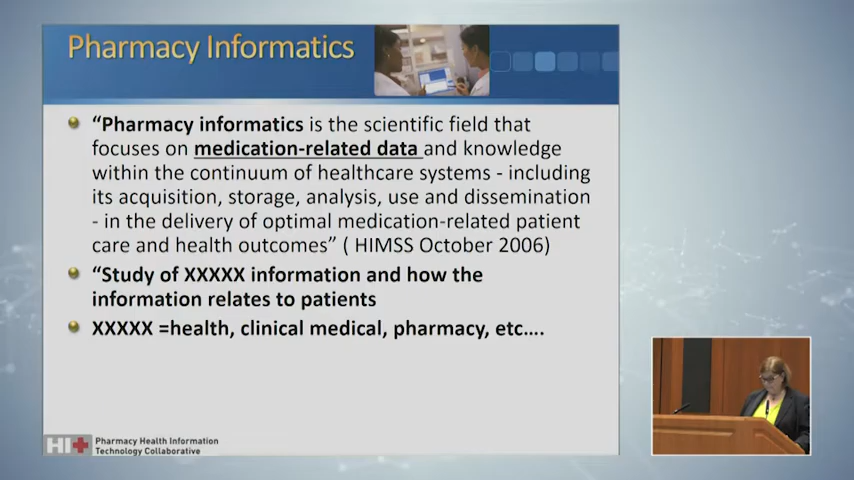 Pharmacy Informatics
“Pharmacy informatics is the scientific field that
focuses on medication-related data and knowledge
within the continuum of healthcare systems - including
its acquisition, storage, analysis, use and dissemination
- in the delivery of optimal medication-related patient
care and health outcomes” ( HIMSS October 2006)
“Study of XXXXX information and how the
information relates to patients
XXXXX =health, clinical medical, pharmacy, etc….
HI
Pharmacy Health Information
Technology Collaborative